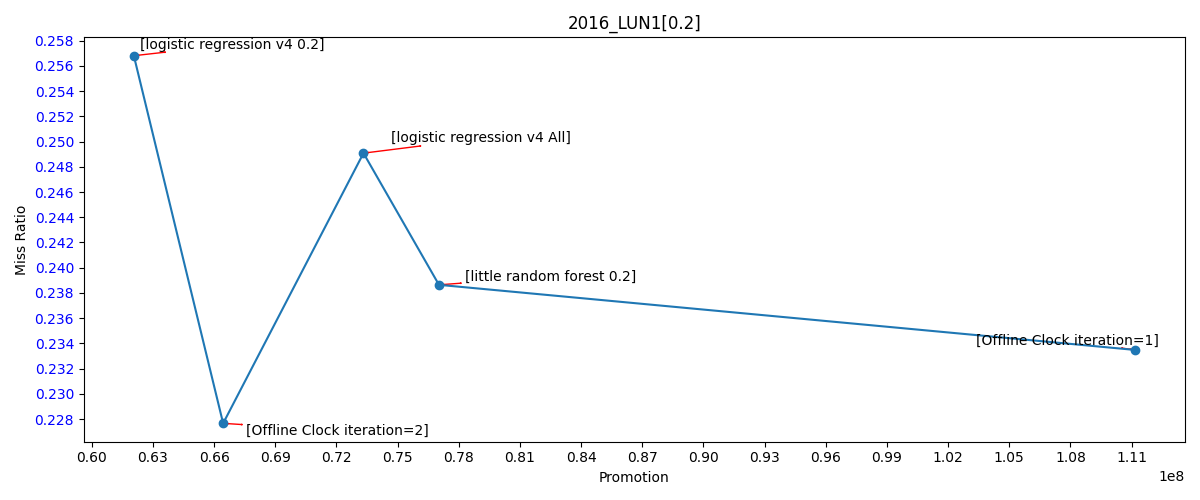 2016_LUN1[0.2]
0.258
[logistic regression v4 0.2]
0.256
0.254
0.252
0.250
[logistic regression v4 All]
0.248
0.246
0.244
0.242
0.240
[little random forest 0.2]
0.238
0.236
0.234
[Offline Clock iteration=1]
0.232
0.230
0.228
[Offline Clock iteration=2]
Miss Ratio
0.60 0.63 0.66 0.69 0.72 0.75 0.78 0.81 0.84 0.87 0.90 0.93 0.96 0.99 1.02 1.05 1.08 1.11
Promotion
1e8